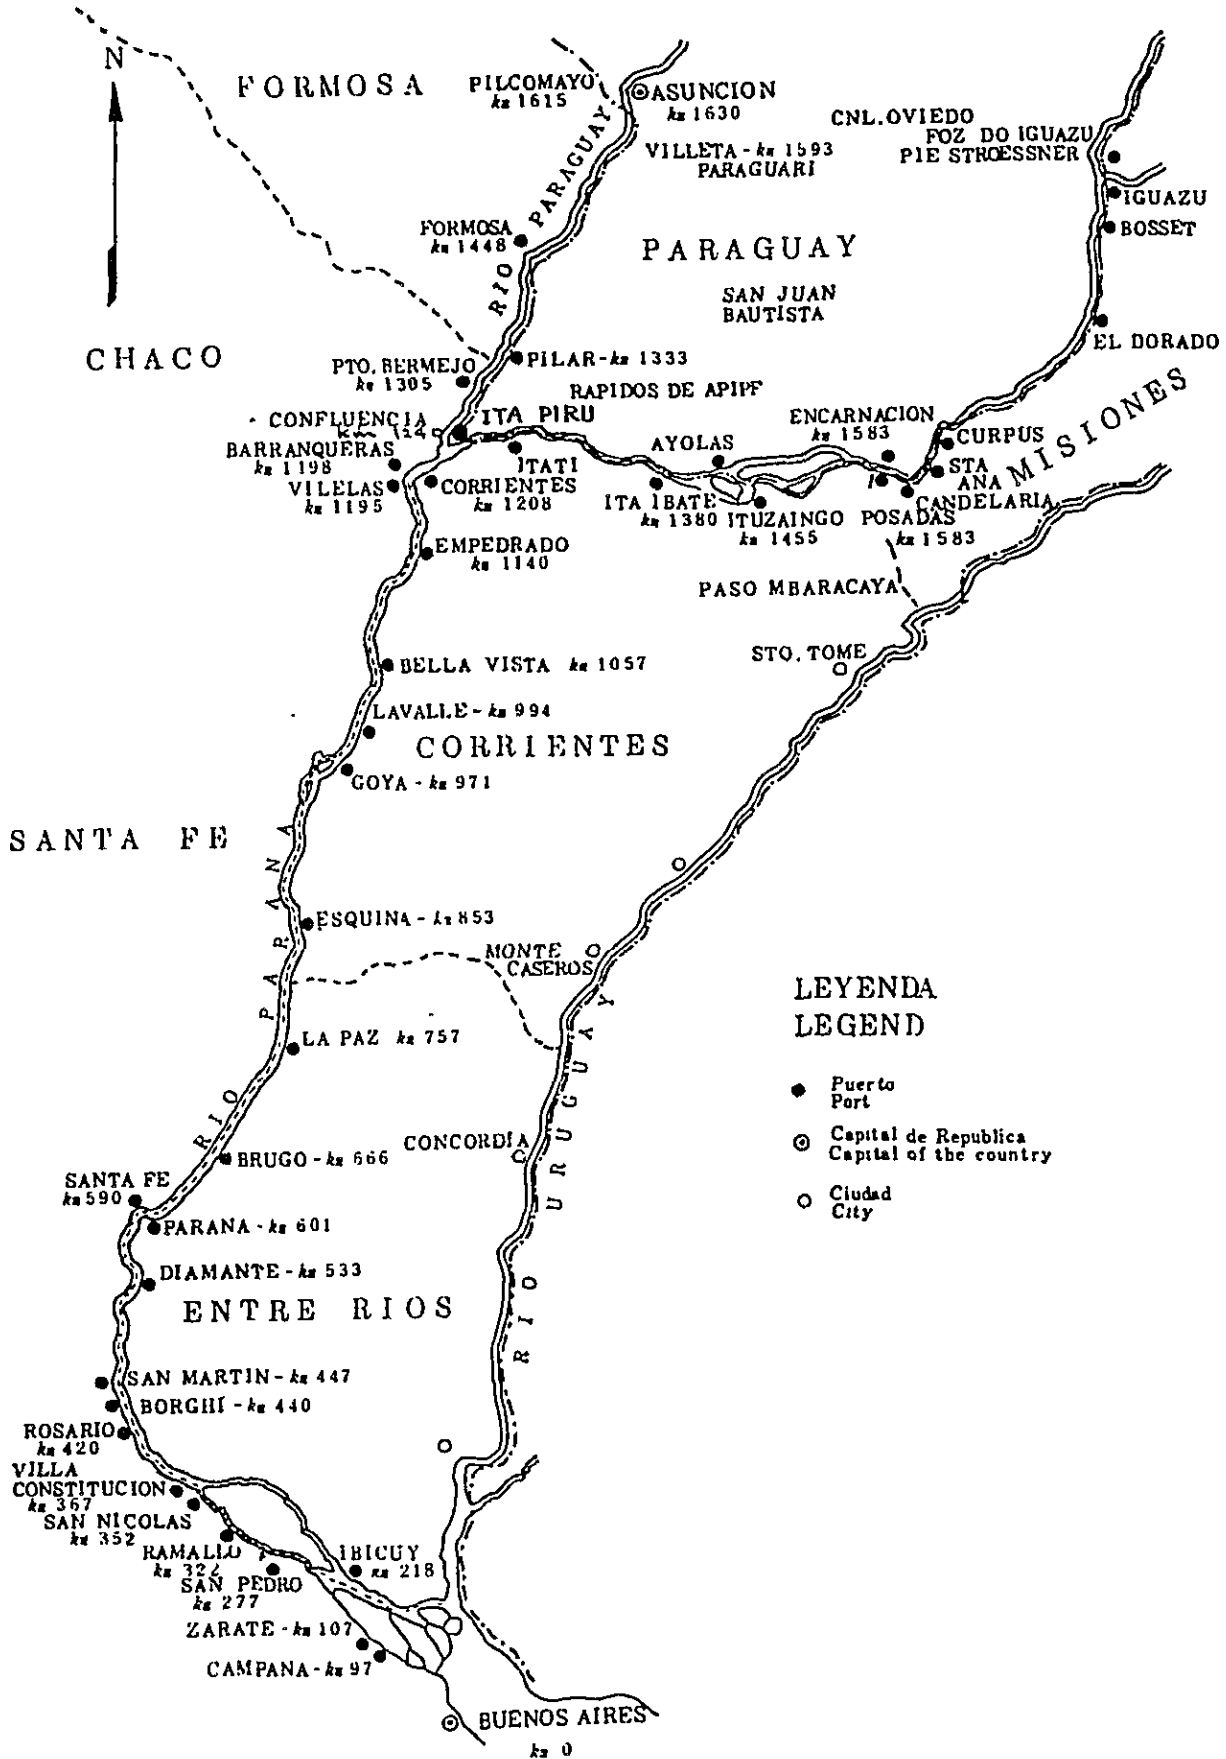 N
FORMOSA
PILCOMAYO
km 1615
ASUNCION
km 1630
CNL. OVIEDO
FOZ DO IGUAZU
PTE STROESSNER
VILLETA - km 1593
PARAGUARI
IGUAZU
BOSSET
RIO PARAGUAY
FORMOSA
km 1448
PARAGUAY
SAN JUAN
BAUTISTA
EL DORADO
CHACO
PILAR - km 1333
PTO. BERMEJO
km 1305
RAPIDOS DE APIPE
MISIONES
CONFLUENCIA
ITA PIRU
ENCARNACION
km 1583
CURPUS
BARRANQUERAS
km 1198
ITATI
AYOLAS
STA
ANA
VILELAS
km 1195
CORRIENTES
km 1208
ITA IBATE
km 1380
ITUZAINGO
km 1455
POSADAS
km 1583
CANDELARIA
EMPEDRADO
km 1140
PASO MBARACAYA
STO. TOME
BELLA VISTA km 1057
LAVALLE - km 994
CORRIENTES
GOYA - km 971
SANTA FE
RIO PARANA
ESQUINA - km 853
MONTE
CASEROS
LA PAZ km 757
RIO URUGUAY
CONCORDIA
BRUGO - km 666
SANTA FE
km 590
PARANA - km 601
DIAMANTE - km 533
ENTRE RIOS
SAN MARTIN - km 447
BORGHI - km 440
ROSARIO
km 420
VILLA
CONSTITUCION
km 367
SAN NICOLAS
km 352
RAMALLO
km 322
IBICUY
km 218
SAN PEDRO
km 277
ZARATE - km 107
CAMPANA - km 97
BUENOS AIRES
km 0
LEYENDA
LEGEND
Puerto
Port
Capital de Republica
Capital of the country
Ciudad
City